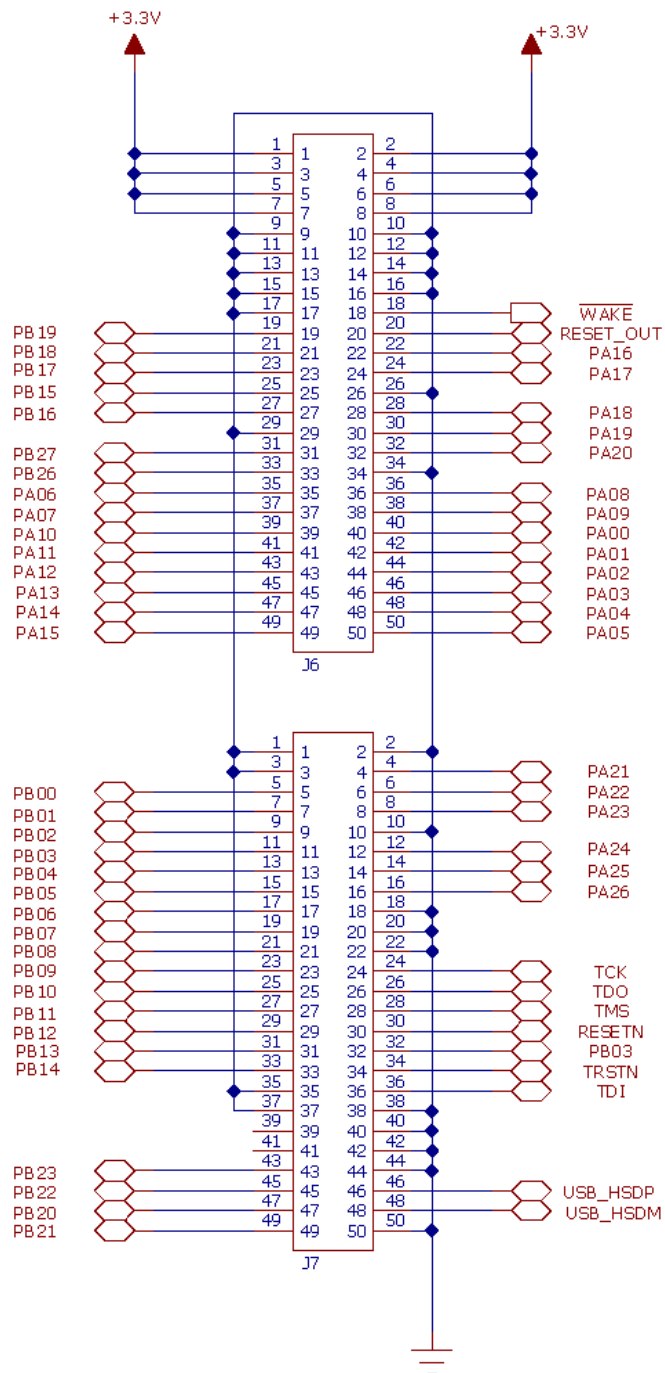 +3.3V +3.3V
1 1 2 2
3 3 4 4
5 5 6 6
7 7 8 8
9 9 10 10
11 11 12 12
13 13 14 14
15 15 16 16
17 17 18 18 WAKE
PB19 19 19 20 20 RESET_OUT
PB18 21 21 22 22 PA16
PB17 23 23 24 24 PA17
PB15 25 25 26 26
PB16 27 27 28 28 PA18
29 29 30 30 PA19
PB27 31 31 32 32 PA20
PB26 33 33 34 34
PA06 35 35 36 36 PA08
PA07 37 37 38 38 PA09
PA10 39 39 40 40 PA00
PA11 41 41 42 42 PA01
PA12 43 43 44 44 PA02
PA13 45 45 46 46 PA03
PA14 47 47 48 48 PA04
PA15 49 49 50 50 PA05
J6
1 1 2 2
3 3 4 4 PA21
PB00 5 5 6 6 PA22
PB01 7 7 8 8 PA23
PB02 9 9 10 10
PB03 11 11 12 12 PA24
PB04 13 13 14 14 PA25
PB05 15 15 16 16 PA26
PB06 17 17 18 18
PB07 19 19 20 20
PB08 21 21 22 22
PB09 23 23 24 24 TCK
PB10 25 25 26 26 TDO
PB11 27 27 28 28 TMS
PB12 29 29 30 30 RESETN
PB13 31 31 32 32 PB03
PB14 33 33 34 34 TRSTN
35 35 36 36 TDI
37 37 38 38
39 39 40 40
41 41 42 42
PB23 43 43 44 44
PB22 45 45 46 46 USB_HSDP
PB20 47 47 48 48 USB_HSDM
PB21 49 49 50 50
J7